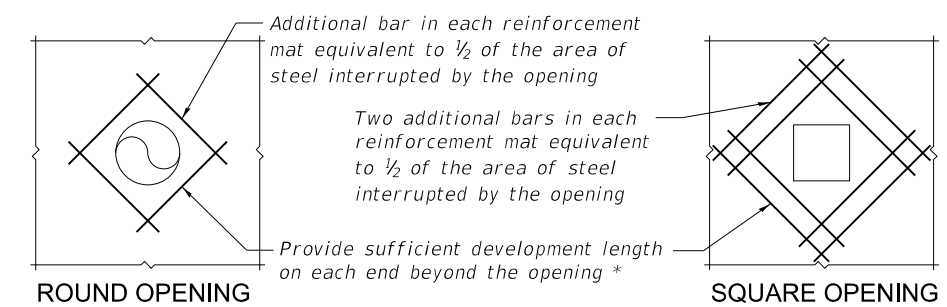 Additional bar in each reinforcement
mat equivalent to ½ of the area of
steel interrupted by the opening
Two additional bars in each
reinforcement mat equivalent
to ½ of the area of steel
interrupted by the opening
Provide sufficient development length
on each end beyond the opening *
ROUND OPENING
SQUARE OPENING